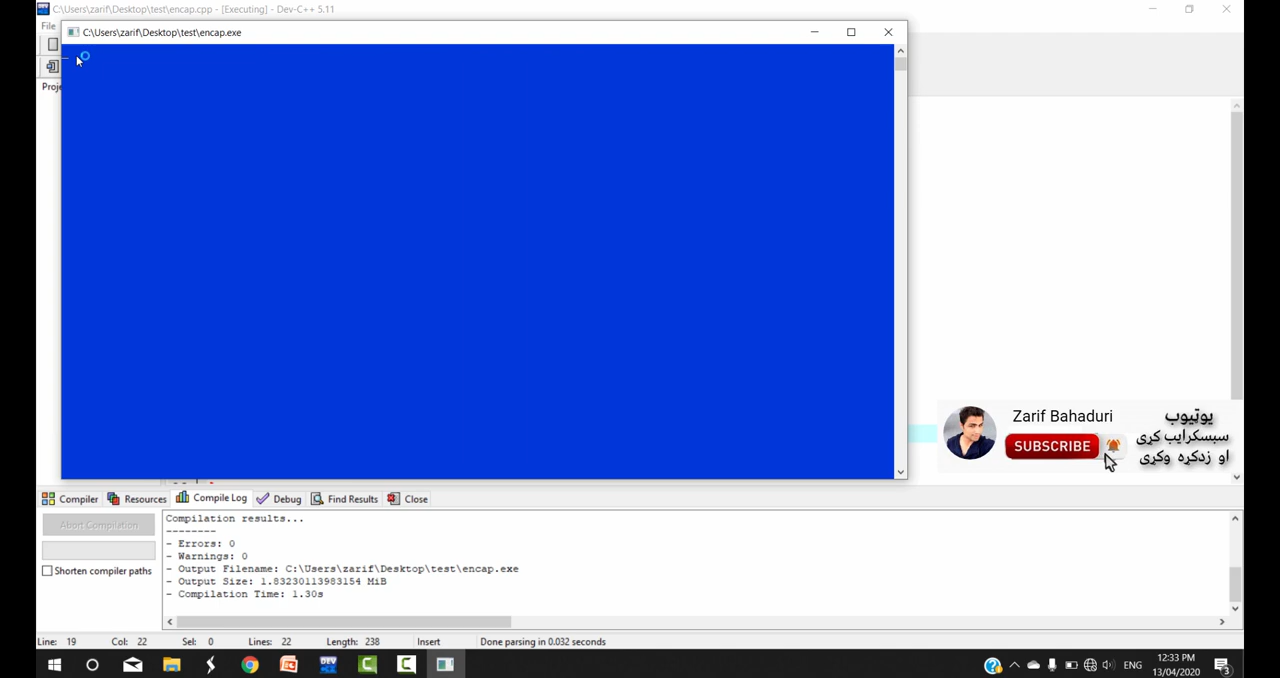 C:\Users\zarif\Desktop\test\encap.cpp - [Executing] - Dev-C++ 5.11
File
C:\Users\zarif\Desktop\test\encap.exe
Proje
Zarif Bahaduri
SUBSCRIBE
یوټیوب
سبسکرایب کړی
او زدکړه وکړی
Compiler
Resources
Compile Log
Debug
Find Results
Close
Abort Compilation
Shorten compiler paths
Compilation results...
--------
- Errors: 0
- Warnings: 0
- Output Filename: C:\Users\zarif\Desktop\test\encap.exe
- Output Size: 1.83230113983154 MiB
- Compilation Time: 1.30s
Line: 19 Col: 22 Sel: 0 Lines: 22 Length: 238 Insert Done parsing in 0.032 seconds
DEV
ENG
12:33 PM
13/04/2020
3